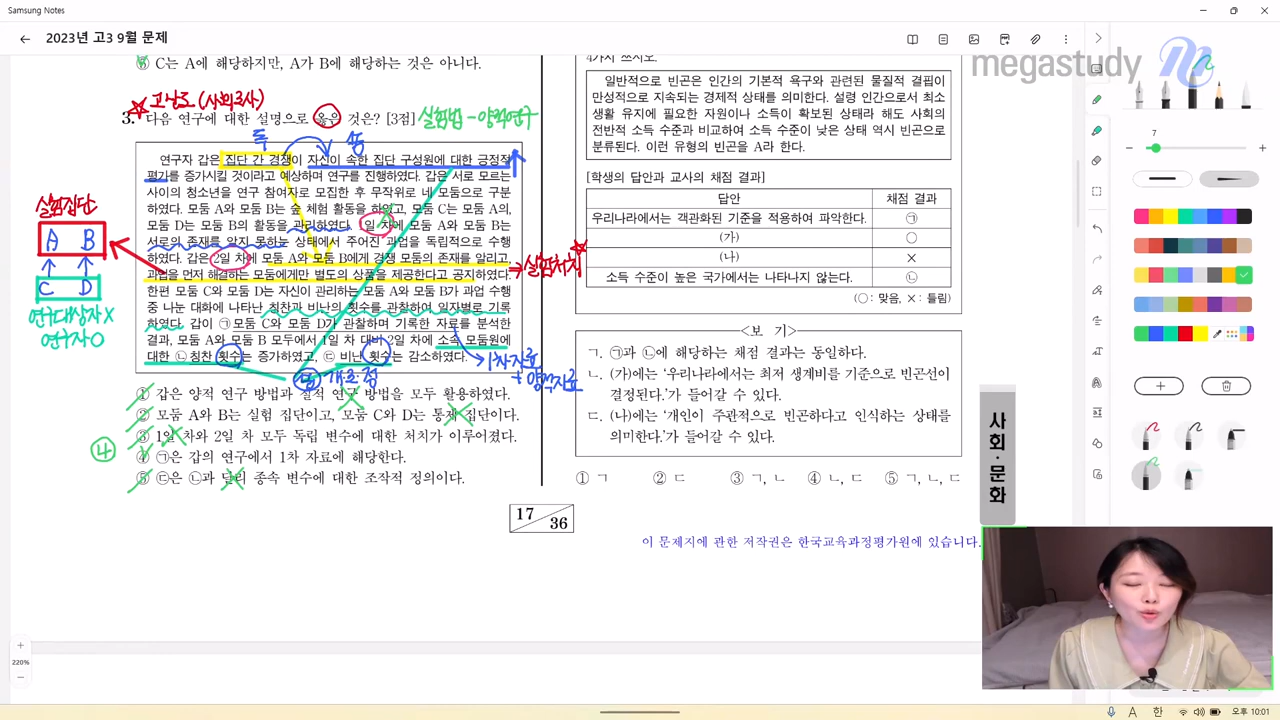 Samsung Notes
2023년 고3 9월 문제
megastudy
⑤ C는 A에 해당하지만, A가 B에 해당하는 것은 아니다.
고난도 (사회조사)
3. 다음 연구에 대한 설명으로 옳은 것은? [3점]
실험법 - 양적연구
독
종
연구자 갑은 집단 간 경쟁이 자신이 속한 집단 구성원에 대한 긍정적
평가를 증가시킬 것이라고 예상하며 연구를 진행하였다. 갑은 서로 모르는
사이의 청소년을 연구 참여자로 모집한 후 무작위로 네 모둠으로 구분
하였다. 모둠 A와 모둠 B는 숲 체험 활동을 하였고, 모둠 C는 모둠 A의,
모둠 D는 모둠 B의 활동을 관리하였다. 1일 차에 모둠 A와 모둠 B는
서로의 존재를 알지 못하는 상태에서 주어진 과업을 독립적으로 수행
하였다. 갑은 2일 차에 모둠 A와 모둠 B에게 경쟁 모둠의 존재를 알리고,
과업을 먼저 해결하는 모둠에게만 별도의 상품을 제공한다고 공지하였다.
한편 모둠 C와 모둠 D는 자신이 관리하는 모둠 A와 모둠 B가 과업 수행
중 나눈 대화에 나타난 칭찬과 비난의 횟수를 관찰하여 일자별로 기록
하였다. 갑이 ㉠ 모둠 C와 모둠 D가 관찰하며 기록한 자료를 분석한
결과, 모둠 A와 모둠 B 모두에서 1일 차 대비 2일 차에 소속 모둠원에
대한 ㉡ 칭찬 횟수는 증가하였고, ㉢ 비난 횟수는 감소하였다.
실험집단
A B
C D
연구대상자 X
연구자 O
⇒ 실험처치
1차자료
+ 양적자료
개조정
① 갑은 양적 연구 방법과 질적 연구 방법을 모두 활용하였다.
② 모둠 A와 B는 실험 집단이고, 모둠 C와 D는 통제 집단이다.
③ 1일 차와 2일 차 모두 독립 변수에 대한 처치가 이루어졌다.
④ ㉠은 갑의 연구에서 1차 자료에 해당한다.
⑤ ㉢은 ㉡과 달리 종속 변수에 대한 조작적 정의이다.
④
4가지 쓰시오.
일반적으로 빈곤은 인간의 기본적 욕구와 관련된 물질적 결핍이
만성적으로 지속되는 경제적 상태를 의미한다. 설령 인간으로서 최소
생활 유지에 필요한 자원이나 소득이 확보된 상태라 해도 사회의
전반적 소득 수준과 비교하여 소득 수준이 낮은 상태 역시 빈곤으로
분류된다. 이런 유형의 빈곤을 A라 한다.
[학생의 답안과 교사의 채점 결과]
답안 채점 결과
우리나라에서는 객관화된 기준을 적용하여 파악한다. ㉠
(가) ○
(나) ×
소득 수준이 높은 국가에서는 나타나지 않는다. ㉡
(○: 맞음, ×: 틀림)
<보 기>
ㄱ. ㉠과 ㉡에 해당하는 채점 결과는 동일하다.
ㄴ. (가)에는 '우리나라에서는 최저 생계비를 기준으로 빈곤선이
결정된다.'가 들어갈 수 있다.
ㄷ. (나)에는 '개인이 주관적으로 빈곤하다고 인식하는 상태를
의미한다.'가 들어갈 수 있다.
① ㄱ ② ㄷ ③ ㄱ, ㄴ ④ ㄴ, ㄷ ⑤ ㄱ, ㄴ, ㄷ
17
36
이 문제지에 관한 저작권은 한국교육과정평가원에 있습니다.
사회·문화
7
220%
A 한 오후 10:01